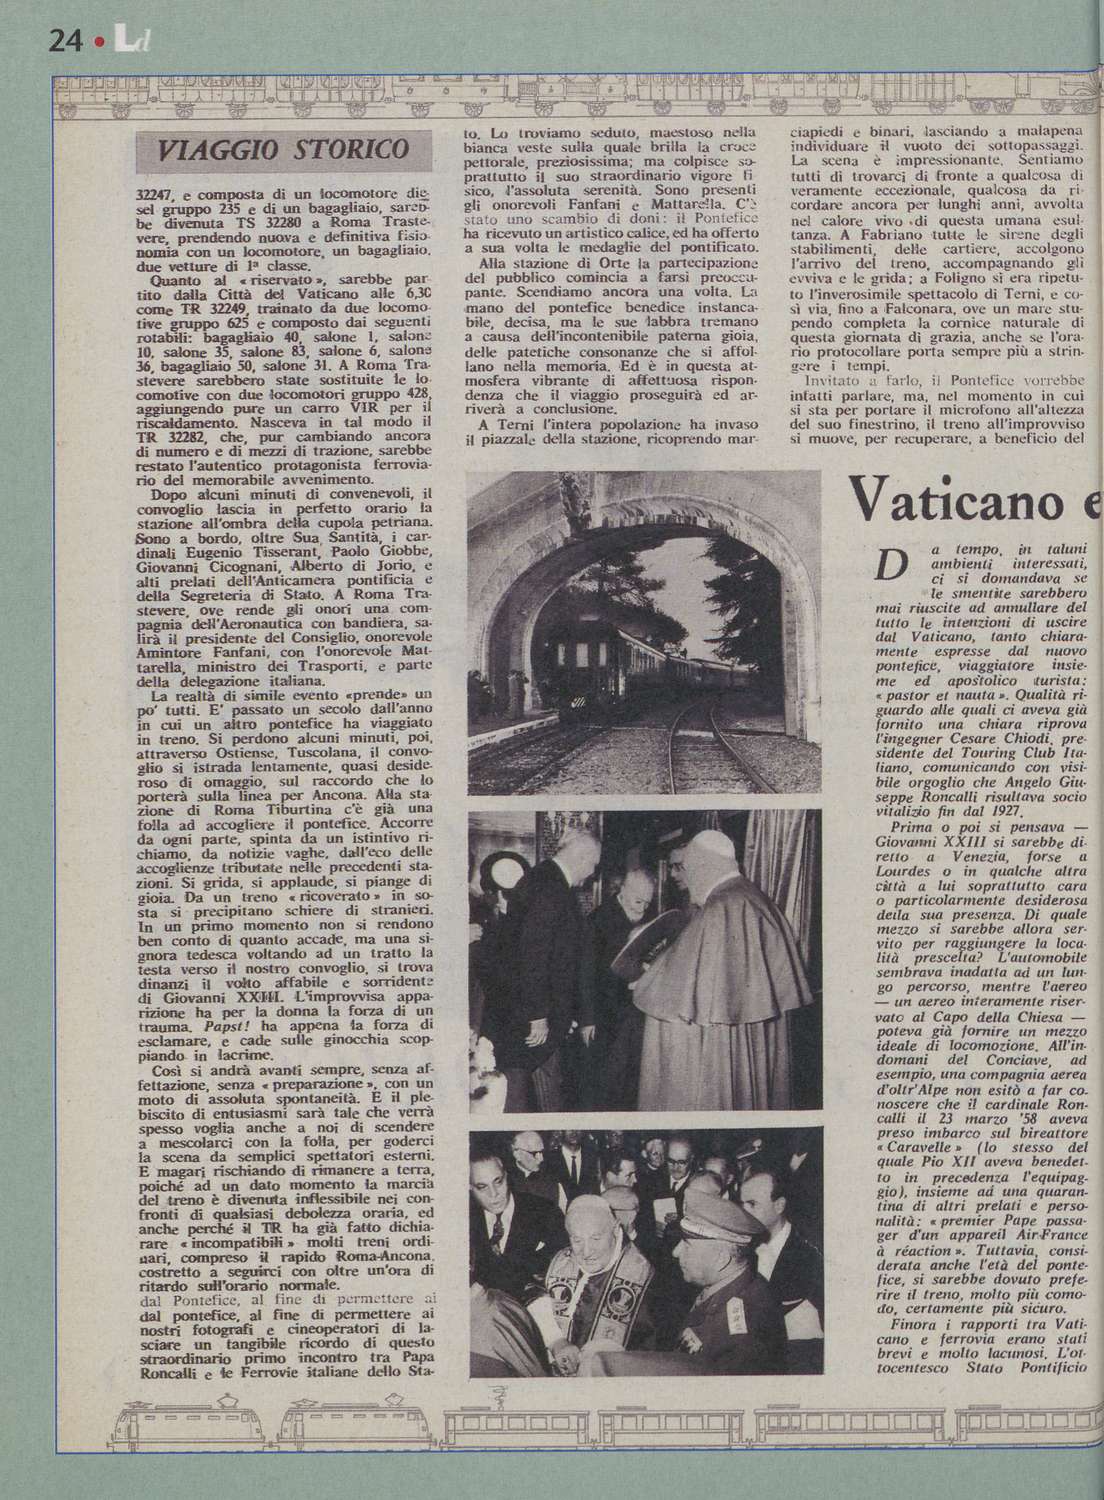 24 • Ld
VIAGGIO STORICO
32247, e composta di un locomotore die-
sel gruppo 235 e di un bagagliaio, sareb-
be divenuta TS 32280 a Roma Traste-
vere, prendendo nuova e definitiva fisio-
nomia con un locomotore, un bagagliaio,
due vetture di 1ª classe.
Quanto al «riservato», sarebbe par-
tito dalla Città del Vaticano alle 6,30
come TR 32249, trainato da due locomo-
tive gruppo 625 e composto dai seguenti
rotabili: bagagliaio 40, salone 1, salone
10, salone 35, salone 83, salone 6, salone
36, bagagliaio 50, salone 31. A Roma Tra-
stevere sarebbero state sostituite le lo-
comotive con due locomotori gruppo 428,
aggiungendo pure un carro VIR per il
riscaldamento. Nasceva in tal modo il
TR 32282, che, pur cambiando ancora
di numero e di mezzi di trazione, sarebbe
restato l'autentico protagonista ferrovia-
rio del memorabile avvenimento.
Dopo alcuni minuti di convenevoli, il
convoglio lascia in perfetto orario la
stazione all'ombra della cupola petriana.
Sono a bordo, oltre Sua Santità, i car-
dinali Eugenio Tisserant, Paolo Giobbe,
Giovanni Cicognani, Alberto di Jorio, e
alti prelati dell'Anticamera pontificia e
della Segreteria di Stato. A Roma Tra-
stevere, ove rende gli onori una com-
pagnia dell'Aeronautica con bandiera, sa-
lirà il presidente del Consiglio, onorevole
Amintore Fanfani, con l'onorevole Mat-
tarella, ministro dei Trasporti, e parte
della delegazione italiana.
La realtà di simile evento «prende» un
po' tutti. E' passato un secolo dall'anno
in cui un altro pontefice ha viaggiato
in treno. Si perdono alcuni minuti, poi,
attraverso Ostiense, Tuscolana, il convo-
glio si istrada lentamente, quasi deside-
roso di omaggio, sul raccordo che lo
porterà sulla linea per Ancona. Alla sta-
zione di Roma Tiburtina c'è già una
folla ad accogliere il pontefice. Accorre
da ogni parte, spinta da un istintivo ri-
chiamo, da notizie vaghe, dall'eco delle
accoglienze tributate nelle precedenti sta-
zioni. Si grida, si applaude, si piange di
gioia. Da un treno «ricoverato» in so-
sta si precipitano schiere di stranieri.
In un primo momento non si rendono
ben conto di quanto accade, ma una si-
gnora tedesca voltando ad un tratto la
testa verso il nostro convoglio, si trova
dinanzi il volto affabile e sorridente
di Giovanni XXIII. L'improvvisa appa-
rizione ha per la donna la forza di un
trauma. Papst! ha appena la forza di
esclamare, e cade sulle ginocchia scop-
piando in lacrime.
Così si andrà avanti sempre, senza af-
fettazione, senza «preparazione», con un
moto di assoluta spontaneità. E il ple-
biscito di entusiasmi sarà tale che verrà
spesso voglia anche a noi di scendere
a mescolarci con la folla, per goderci
la scena da semplici spettatori esterni.
E magari rischiando di rimanere a terra,
poiché ad un dato momento la marcia
del treno è divenuta inflessibile nei con-
fronti di qualsiasi debolezza oraria, ed
anche perché il TR ha già fatto dichia-
rare «incompatibili» molti treni ordi-
nari, compreso il rapido Roma-Ancona,
costretto a seguirci con oltre un'ora di
ritardo sull'orario normale.
dal Pontefice, al fine di permettere ai
dal pontefice, al fine di permettere ai
nostri fotografi e cineoperatori di la-
sciare un tangibile ricordo di questo
straordinario primo incontro tra Papa
Roncalli e le Ferrovie italiane dello Sta-
to. Lo troviamo seduto, maestoso nella
bianca veste sulla quale brilla la croce
pettorale, preziosissima; ma colpisce so-
prattutto il suo straordinario vigore fi-
sico, l'assoluta serenità. Sono presenti
gli onorevoli Fanfani e Mattarella. C'è
stato uno scambio di doni: il Pontefice
ha ricevuto un artistico calice, ed ha offerto
a sua volta le medaglie del pontificato.
Alla stazione di Orte la partecipazione
del pubblico comincia a farsi preoccu-
pante. Scendiamo ancora una volta. La
mano del pontefice benedice instanca-
bile, decisa, ma le sue labbra tremano
a causa dell'incontenibile paterna gioia,
delle patetiche consonanze che si affol-
lano nella memoria. Ed è in questa at-
mosfera vibrante di affettuosa rispon-
denza che il viaggio proseguirà ed ar-
riverà a conclusione.
A Terni l'intera popolazione ha invaso
il piazzale della stazione, ricoprendo mar-
ciapiedi e binari, lasciando a malapena
individuare il vuoto dei sottopassaggi.
La scena è impressionante. Sentiamo
tutti di trovarci di fronte a qualcosa di
veramente eccezionale, qualcosa da ri-
cordare ancora per lunghi anni, avvolta
nel calore vivo di questa umana esul-
tanza. A Fabriano tutte le sirene degli
stabilimenti, delle cartiere, accolgono
l'arrivo del treno, accompagnando gli
evviva e le grida; a Foligno si era ripetu-
to l'inverosimile spettacolo di Terni, e co-
sì via, fino a Falconara, ove un mare stu-
pendo completa la cornice naturale di
questa giornata di grazia, anche se l'ora-
rio protocollare porta sempre più a strin-
gere i tempi.
Invitato a farlo, il Pontefice vorrebbe
infatti parlare, ma, nel momento in cui
si sta per portare il microfono all'altezza
del suo finestrino, il treno all'improvviso
si muove, per recuperare, a beneficio del
Vaticano e
Da tempo, in taluni
ambienti interessati,
ci si domandava se
le smentite sarebbero
mai riuscite ad annullare del
tutto le intenzioni di uscire
dal Vaticano, tanto chiara-
mente espresse dal nuovo
pontefice, viaggiatore insie-
me ed apostolico turista:
«pastor et nauta». Qualità ri-
guardo alle quali ci aveva già
fornito una chiara riprova
l'ingegner Cesare Chiodi, pre-
sidente del Touring Club Ita-
liano, comunicando con visi-
bile orgoglio che Angelo Giu-
seppe Roncalli risultava socio
vitalizio fin dal 1927.
Prima o poi si pensava —
Giovanni XXIII si sarebbe di-
retto a Venezia, forse a
Lourdes o in qualche altra
città a lui soprattutto cara
o particolarmente desiderosa
della sua presenza. Di quale
mezzo si sarebbe allora ser-
vito per raggiungere la loca-
lità prescelta? L'automobile
sembrava inadatta ad un lun-
go percorso, mentre l'aereo
— un aereo interamente riser-
vato al Capo della Chiesa —
poteva già fornire un mezzo
ideale di locomozione. All'in-
domani del Conclave, ad
esempio, una compagnia aerea
d'oltr'Alpe non esitò a far co-
noscere che il cardinale Ron-
calli il 23 marzo '58 aveva
preso imbarco sul bireattore
«Caravelle» (lo stesso del
quale Pio XII aveva benedet-
to in precedenza l'equipag-
gio), insieme ad una quaran-
tina di altri prelati e perso-
nalità: «premier Pape passa-
ger d'un appareil Air-France
à réaction». Tuttavia, consi-
derata anche l'età del ponte-
fice, si sarebbe dovuto prefe-
rire il treno, molto più como-
do, certamente più sicuro.
Finora i rapporti tra Vati-
cano e ferrovia erano stati
brevi e molto lacunosi. L'ot-
tocentesco Stato Pontificio